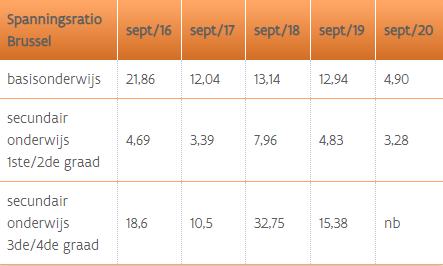 Spanningsratio
Brussel
sept/16 sept/17 sept/18 sept/19 sept/20
basisonderwijs 21,86 12,04 13,14 12,94 4,90
secundair
onderwijs 4,69 3,39 7,96 4,83 3,28
1ste/2de graad
secundair
onderwijs 18,6 10,5 32,75 15,38 nb
3de/4de graad